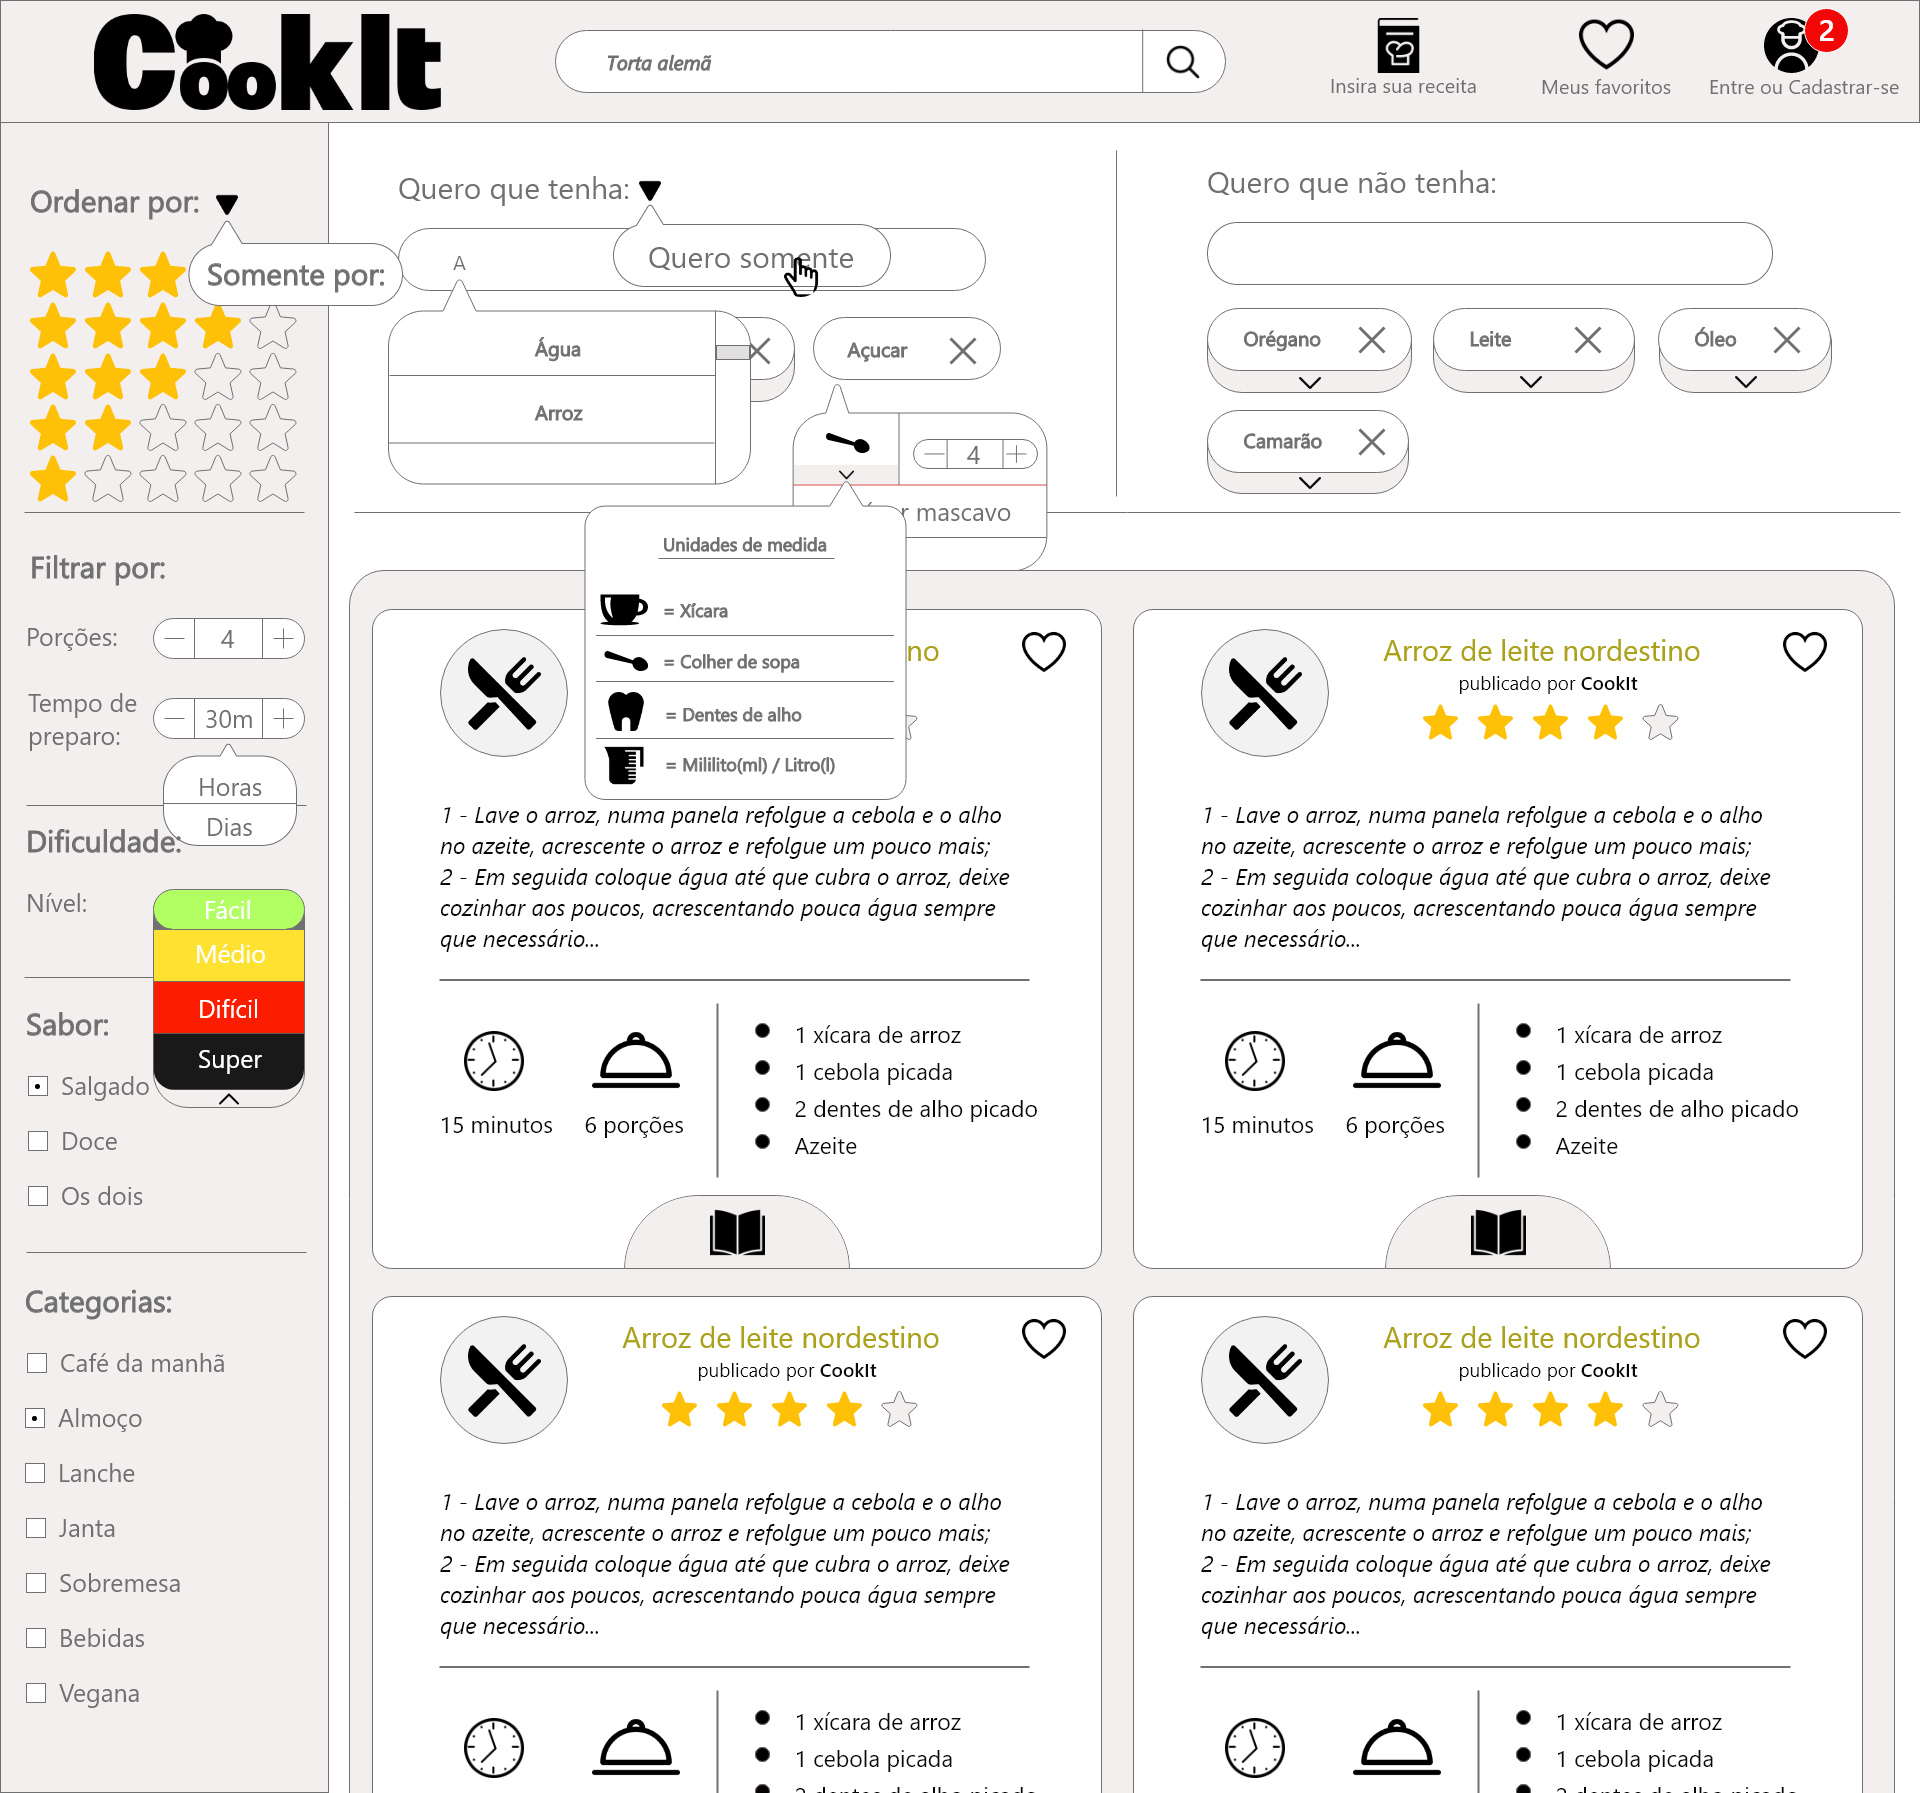 CookIt
Torta alemã
Insira sua receita
Meus favoritos
2
Entre ou Cadastrar-se
Ordenar por:
Somente por:
Filtrar por:
Porções:
4
Tempo de
preparo:
30m
Horas
Dias
Dificuldade:
Nível:
Fácil
Médio
Difícil
Super
Sabor:
Salgado
Doce
Os dois
Categorias:
Café da manhã
Almoço
Lanche
Janta
Sobremesa
Bebidas
Vegana
Quero que tenha:
Quero somente
A
Água
Arroz
Açucar
4
mascavo
Unidades de medida
= Xícara
= Colher de sopa
= Dentes de alho
= Mililito(ml) / Litro(l)
Quero que não tenha:
Orégano
Leite
Óleo
Camarão
no
1 - Lave o arroz, numa panela refolgue a cebola e o alho
no azeite, acrescente o arroz e refolgue um pouco mais;
2 - Em seguida coloque água até que cubra o arroz, deixe
cozinhar aos poucos, acrescentando pouca água sempre
que necessário...
15 minutos
6 porções
1 xícara de arroz
1 cebola picada
2 dentes de alho picado
Azeite
Arroz de leite nordestino
publicado por CookIt
1 - Lave o arroz, numa panela refolgue a cebola e o alho
no azeite, acrescente o arroz e refolgue um pouco mais;
2 - Em seguida coloque água até que cubra o arroz, deixe
cozinhar aos poucos, acrescentando pouca água sempre
que necessário...
15 minutos
6 porções
1 xícara de arroz
1 cebola picada
2 dentes de alho picado
Azeite
Arroz de leite nordestino
publicado por CookIt
1 - Lave o arroz, numa panela refolgue a cebola e o alho
no azeite, acrescente o arroz e refolgue um pouco mais;
2 - Em seguida coloque água até que cubra o arroz, deixe
cozinhar aos poucos, acrescentando pouca água sempre
que necessário...
1 xícara de arroz
1 cebola picada
2 dentes de alho picado
Arroz de leite nordestino
publicado por CookIt
1 - Lave o arroz, numa panela refolgue a cebola e o alho
no azeite, acrescente o arroz e refolgue um pouco mais;
2 - Em seguida coloque água até que cubra o arroz, deixe
cozinhar aos poucos, acrescentando pouca água sempre
que necessário...
1 xícara de arroz
1 cebola picada
2 dentes de alho picado